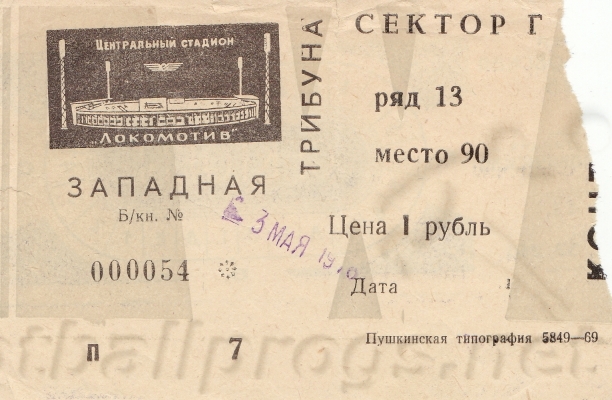 ЦЕНТРАЛЬНЫЙ СТАДИОН
„ЛОКОМОТИВ“
ЗАПАДНАЯ
ТРИБУНА
Б/кн. №
000054
СЕКТОР Г
ряд 13
место 90
Цена 1 рубль
3 МАЯ
Дата
П 7
Пушкинская типография 5849—69